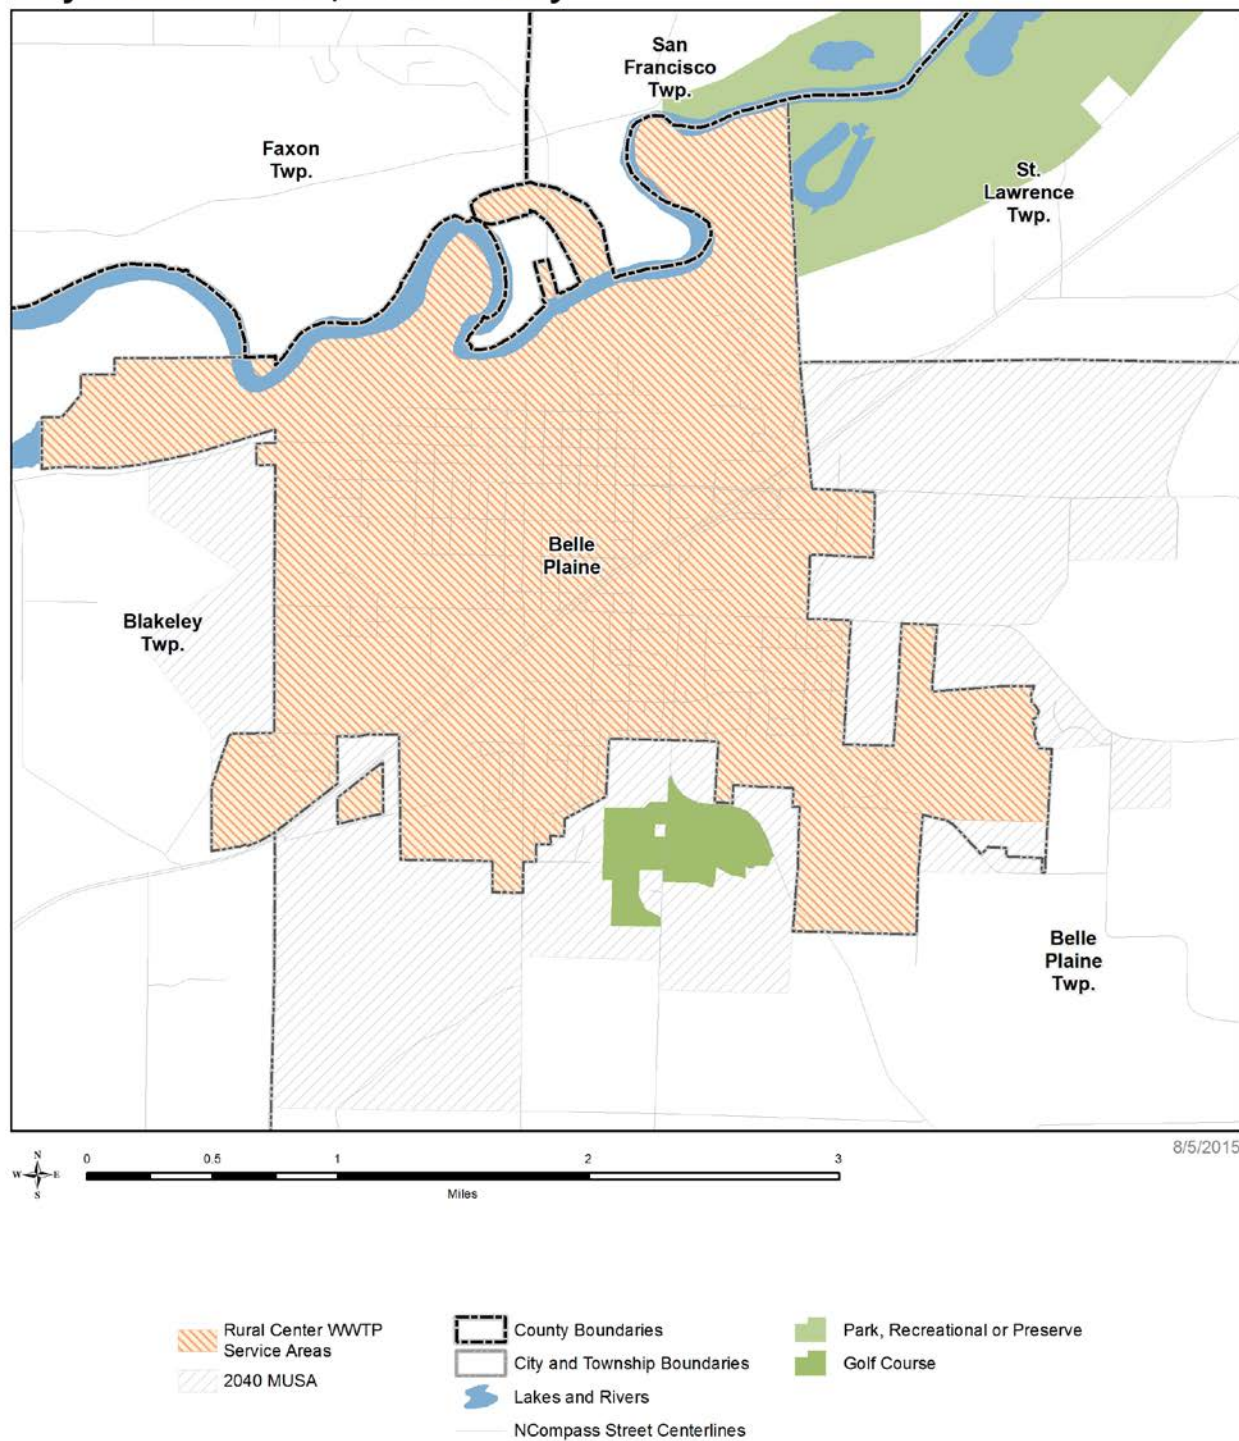 San
Francisco
Twp.
Faxon
Twp.
St.
Lawrence
Twp.
Belle
Plaine
Blakeley
Twp.
Belle
Plaine
Twp.
8/5/2015
N
W E
S
0 0.5 1 2 3
Miles
Rural Center WWTP
Service Areas
2040 MUSA
County Boundaries
City and Township Boundaries
Lakes and Rivers
NCompass Street Centerlines
Park, Recreational or Preserve
Golf Course